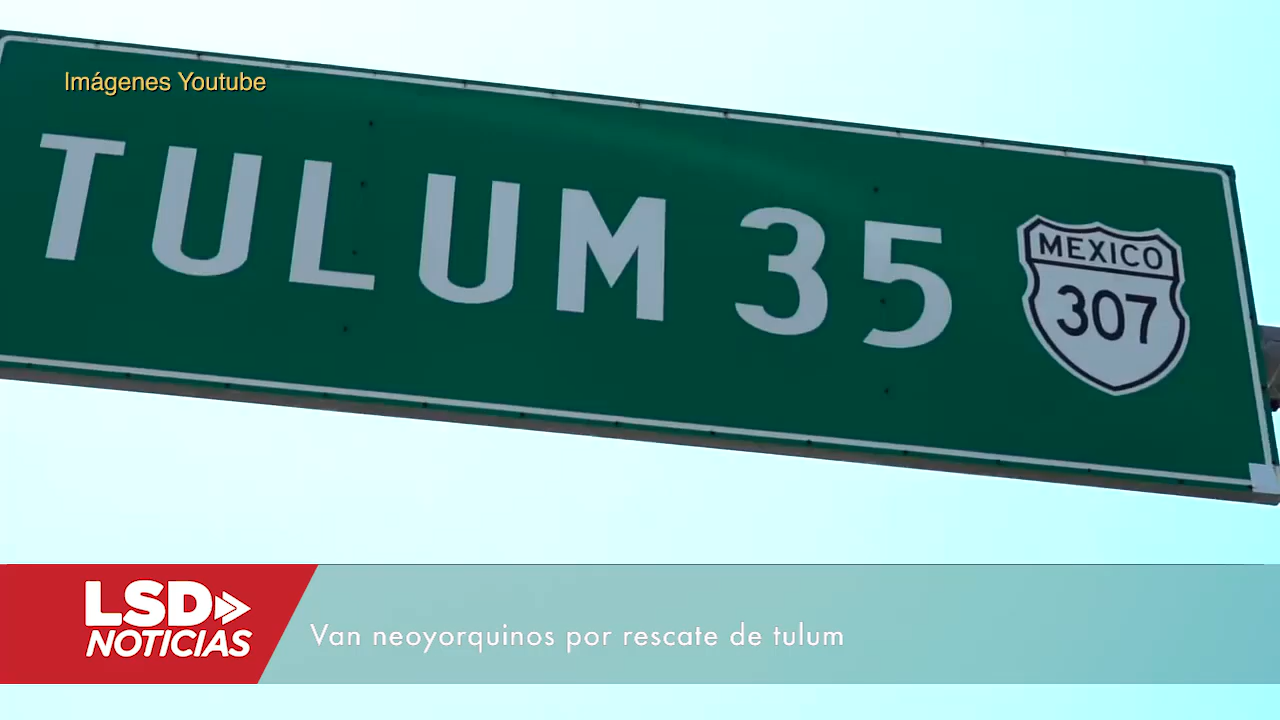 Imágenes Youtube
TULUM 35
MEXICO
307
LSD
NOTICIAS
Van neoyorquinos por rescate de tulum